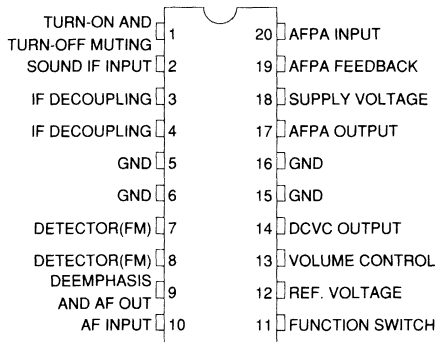 TURN-ON AND
TURN-OFF MUTING 1
SOUND IF INPUT 2
IF DECOUPLING 3
IF DECOUPLING 4
GND 5
GND 6
DETECTOR(FM) 7
DETECTOR(FM) 8
DEEMPHASIS
AND AF OUT 9
AF INPUT 10
20 AFPA INPUT
19 AFPA FEEDBACK
18 SUPPLY VOLTAGE
17 AFPA OUTPUT
16 GND
15 GND
14 DCVC OUTPUT
13 VOLUME CONTROL
12 REF. VOLTAGE
11 FUNCTION SWITCH